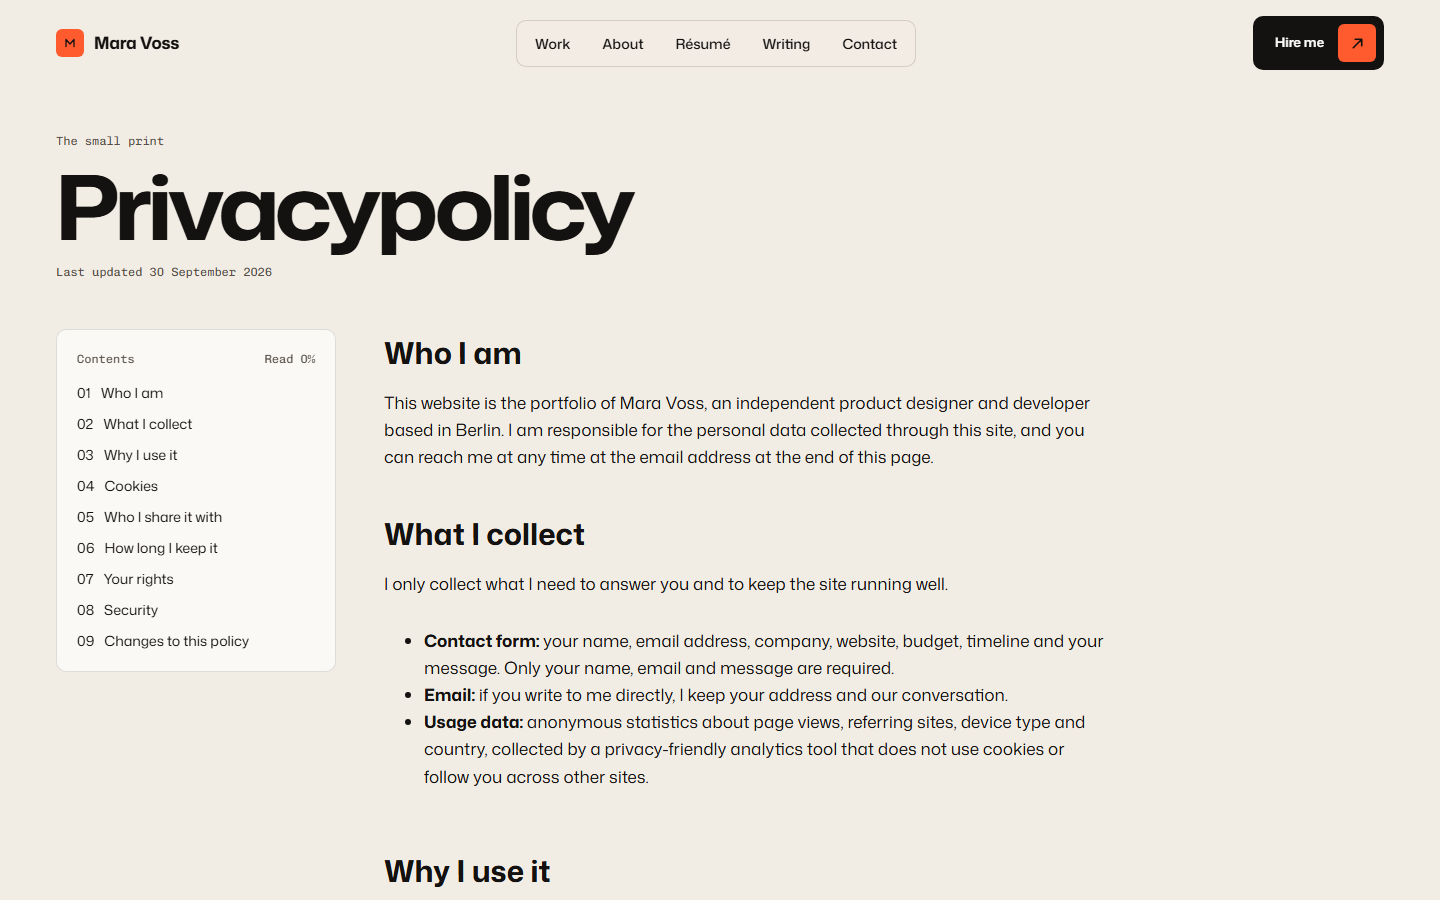 M Mara Voss
Work About Résumé Writing Contact
Hire me
The small print
Privacypolicy
Last updated 30 September 2026
Contents Read 0%
01 Who I am
02 What I collect
03 Why I use it
04 Cookies
05 Who I share it with
06 How long I keep it
07 Your rights
08 Security
09 Changes to this policy
Who I am
This website is the portfolio of Mara Voss, an independent product designer and developer
based in Berlin. I am responsible for the personal data collected through this site, and you
can reach me at any time at the email address at the end of this page.
What I collect
I only collect what I need to answer you and to keep the site running well.
Contact form: your name, email address, company, website, budget, timeline and your
message. Only your name, email and message are required.
Email: if you write to me directly, I keep your address and our conversation.
Usage data: anonymous statistics about page views, referring sites, device type and
country, collected by a privacy-friendly analytics tool that does not use cookies or
follow you across other sites.
Why I use it